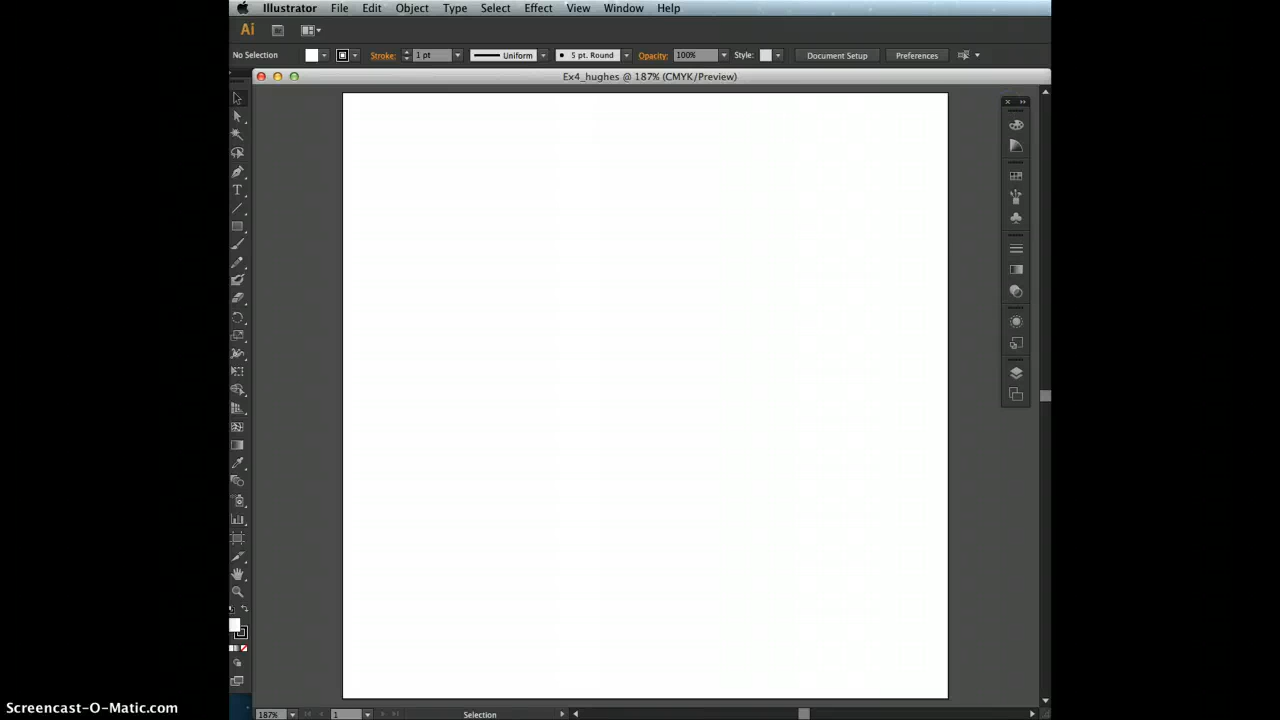 Illustrator File Edit Object Type Select Effect View Window Help
Ai Br
No Selection Stroke: 1 pt Uniform 5 pt. Round Opacity: 100% Style: Document Setup Preferences
Ex4_hughes @ 187% (CMYK/Preview)
T
187% 1 Selection
Screencast-O-Matic.com